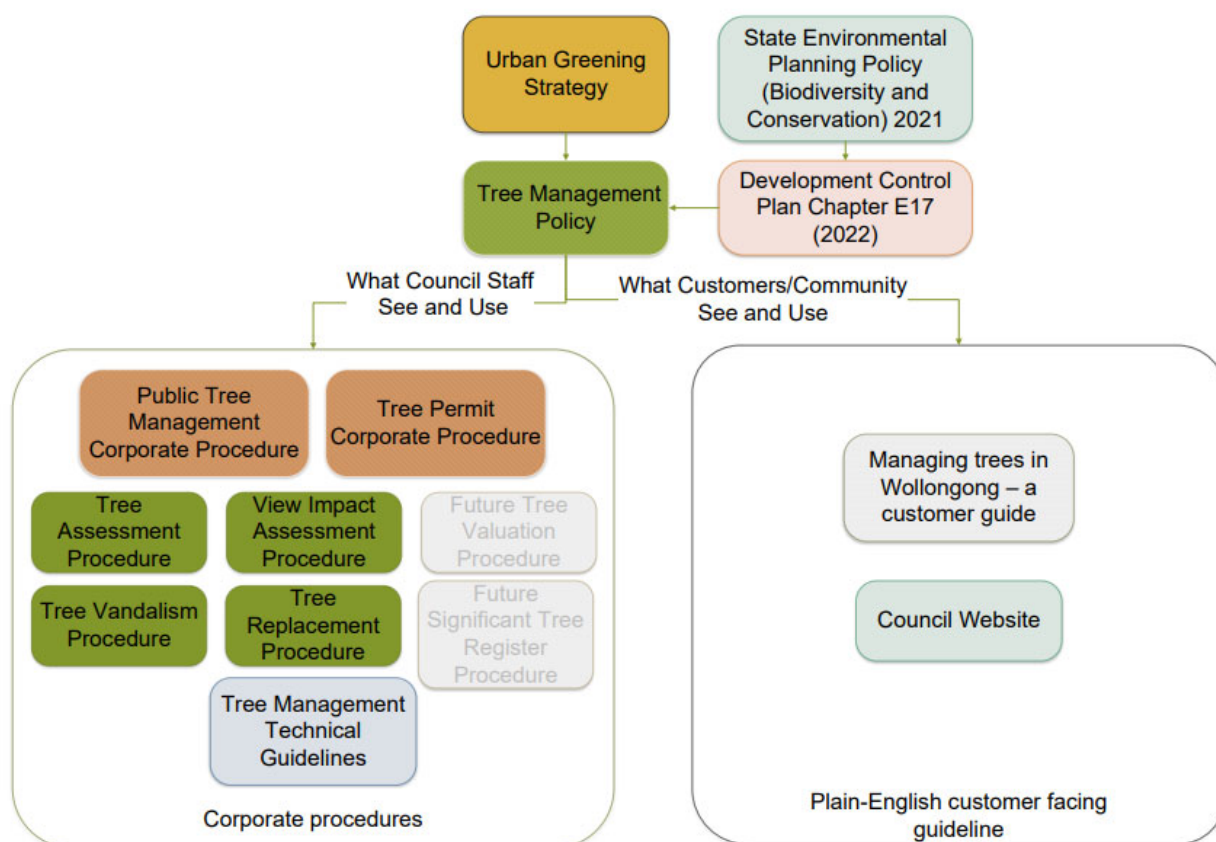 Urban Greening
Strategy
State Environmental
Planning Policy
(Biodiversity and
Conservation) 2021
Tree Management
Policy
Development Control
Plan Chapter E17
(2022)
What Council Staff
See and Use
What Customers/Community
See and Use
Public Tree
Management
Corporate Procedure
Tree Permit
Corporate Procedure
Tree
Assessment
Procedure
View Impact
Assessment
Procedure
Future Tree
Valuation
Procedure
Tree Vandalism
Procedure
Tree
Replacement
Procedure
Future
Significant Tree
Register
Procedure
Tree Management
Technical
Guidelines
Corporate procedures
Managing trees in
Wollongong – a
customer guide
Council Website
Plain-English customer facing
guideline